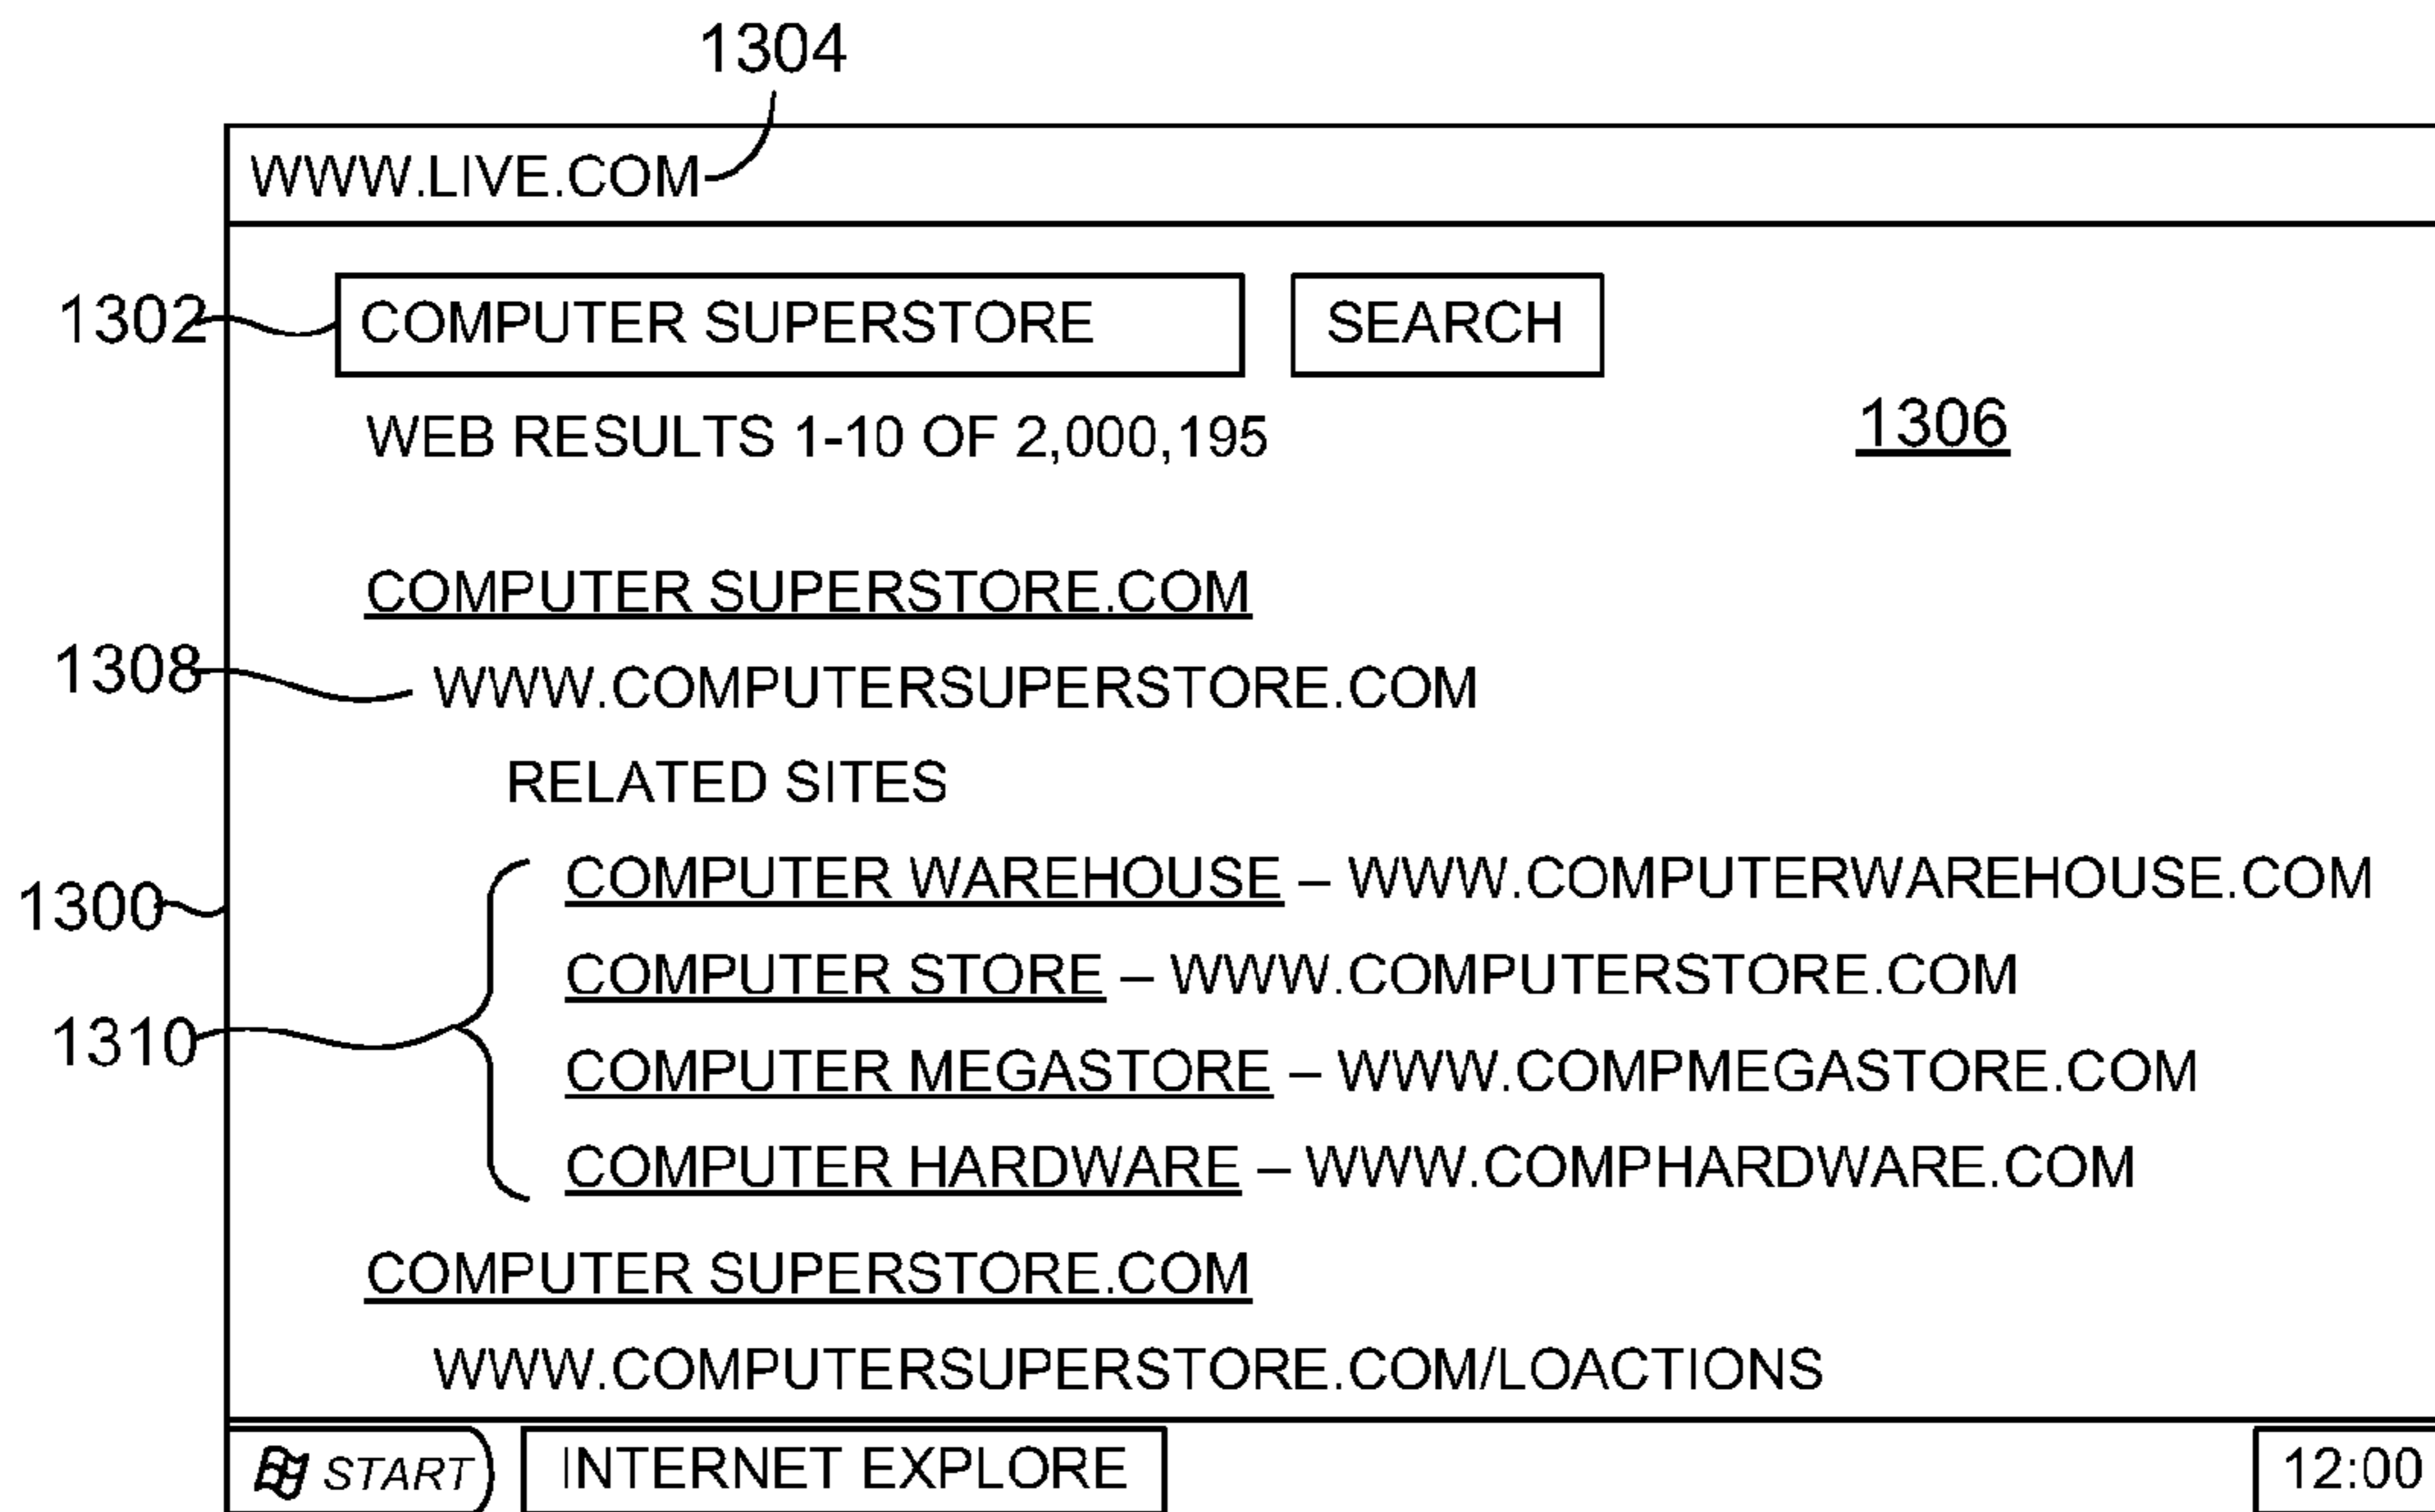 1304
WWW.LIVE.COM
1302 COMPUTER SUPERSTORE SEARCH
WEB RESULTS 1-10 OF 2,000,195 1306
COMPUTER SUPERSTORE.COM
1308 WWW.COMPUTERSUPERSTORE.COM
RELATED SITES
COMPUTER WAREHOUSE – WWW.COMPUTERWAREHOUSE.COM
1300
COMPUTER STORE – WWW.COMPUTERSTORE.COM
1310
COMPUTER MEGASTORE – WWW.COMPMEGASTORE.COM
COMPUTER HARDWARE – WWW.COMPHARDWARE.COM
COMPUTER SUPERSTORE.COM
WWW.COMPUTERSUPERSTORE.COM/LOACTIONS
START INTERNET EXPLORE 12:00